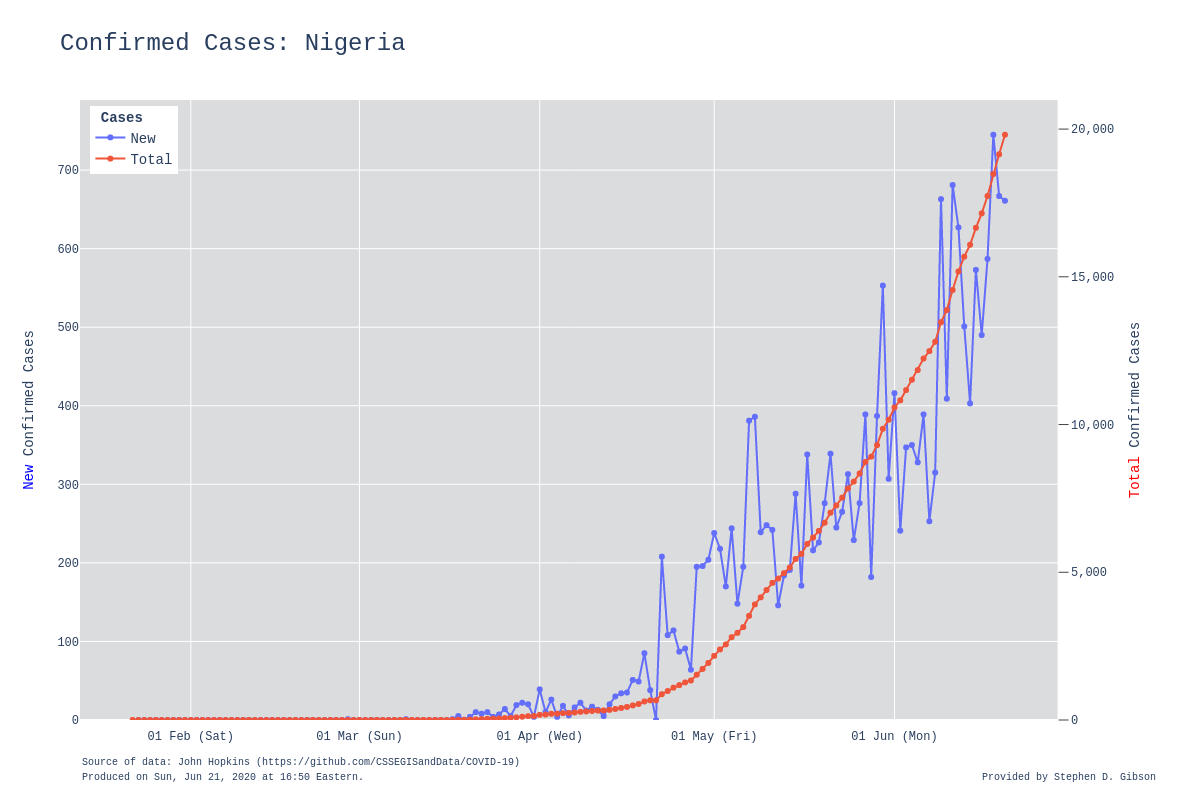 Confirmed Cases: Nigeria
Cases
New
Total
700
600
500
400
300
200
100
0
New Confirmed Cases
20,000
15,000
10,000
5,000
0
Total Confirmed Cases
01 Feb (Sat)
01 Mar (Sun)
01 Apr (Wed)
01 May (Fri)
01 Jun (Mon)
Source of data: John Hopkins (https://github.com/CSSEGISandData/COVID-19)
Produced on Sun, Jun 21, 2020 at 16:50 Eastern.
Provided by Stephen D. Gibson